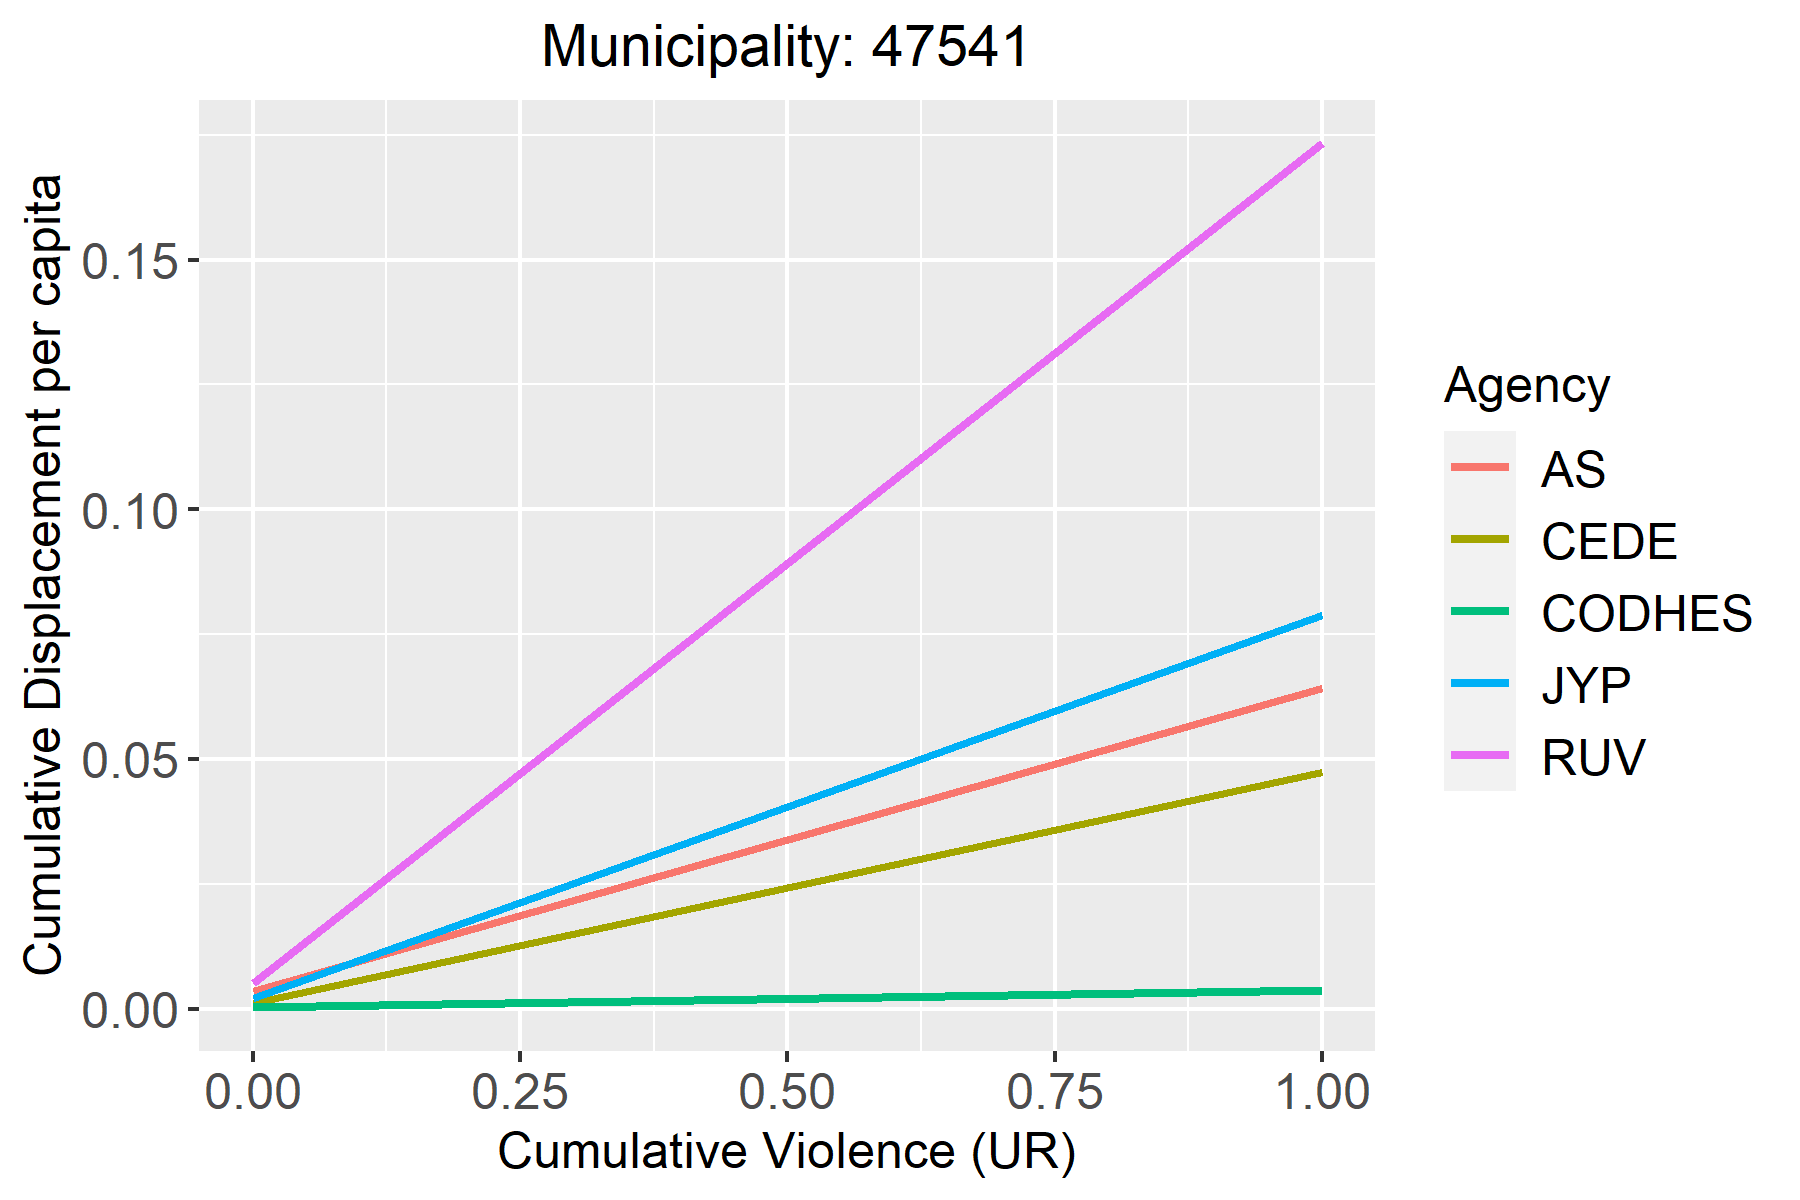 Municipality: 47541
Cumulative Displacement per capita
0.15
0.10
0.05
0.00
0.00 0.25 0.50 0.75 1.00
Cumulative Violence (UR)
Agency
AS
CEDE
CODHES
JYP
RUV